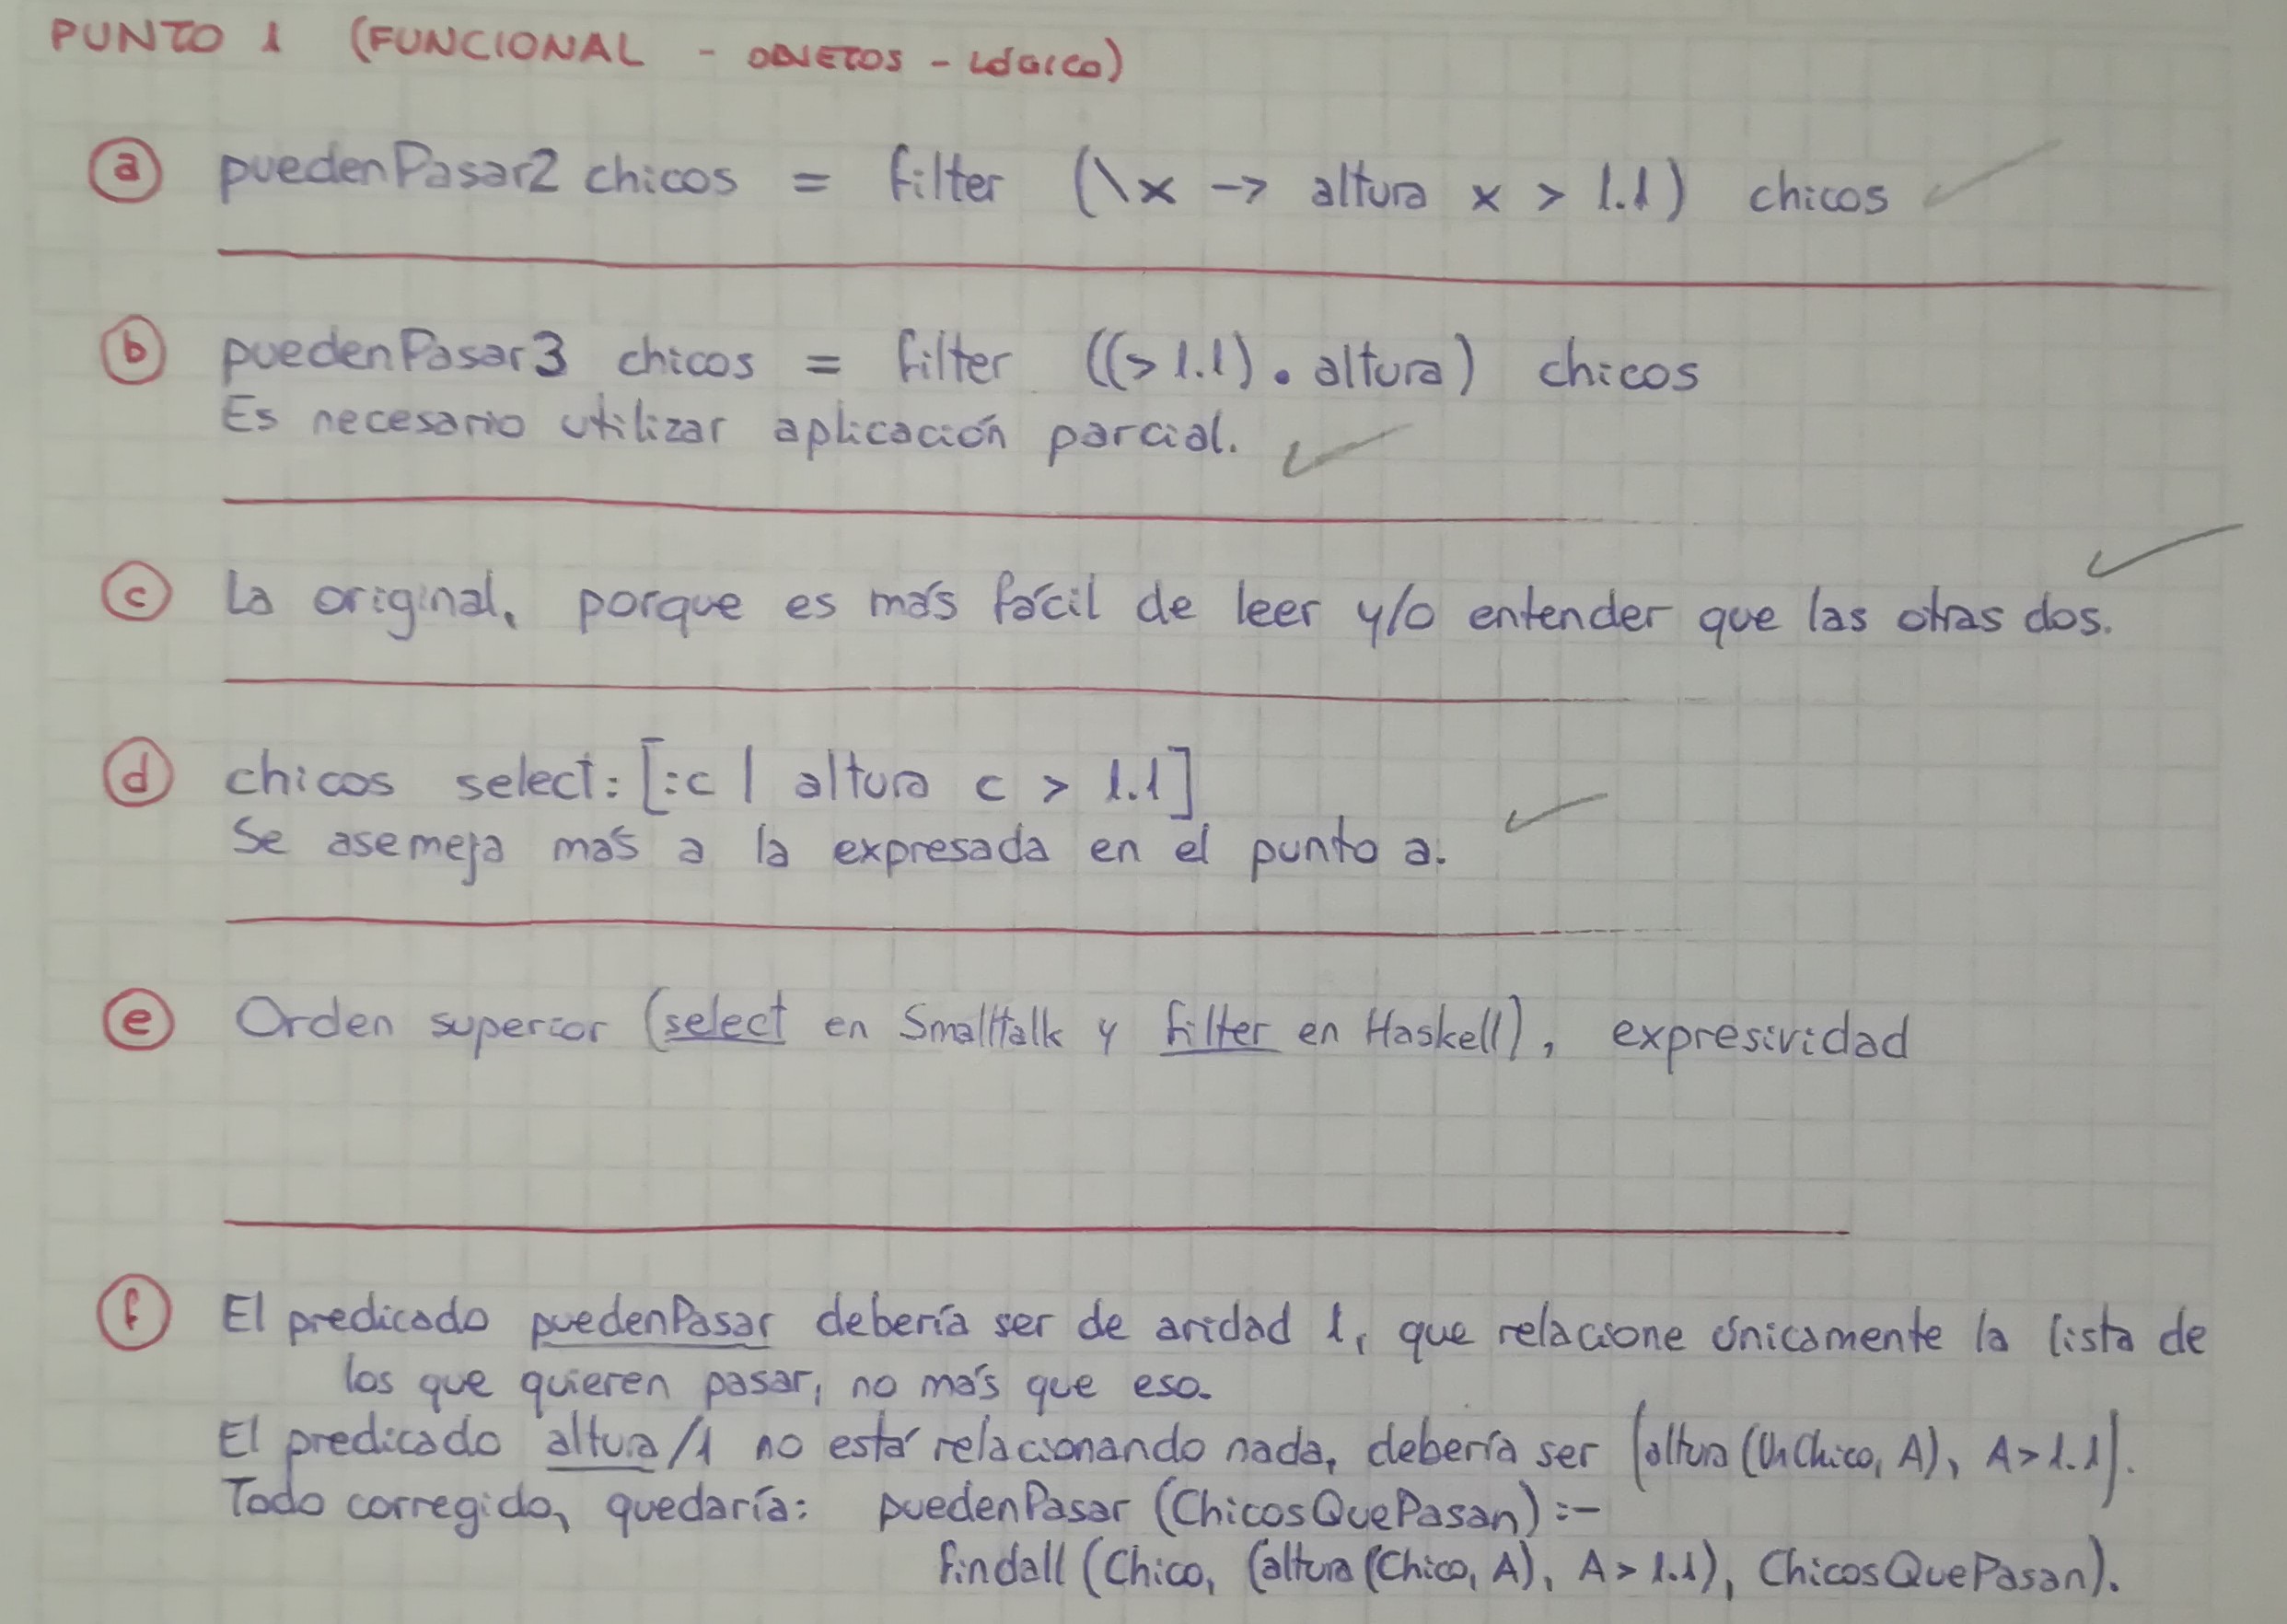 PUNTO 1 (FUNCIONAL - OBJETOS - LÓGICO)
a puedenPasar2 chicos = filter (\x -> altura x > 1.1) chicos
b puedenPasar3 chicos = filter ((>1.1) . altura) chicos
Es necesario utilizar aplicación parcial.
c La original, porque es más fácil de leer y/o entender que las otras dos.
d chicos select: [:c | altura c > 1.1]
Se asemeja más a la expresada en el punto a.
e Orden superior (select en Smalltalk y filter en Haskell), expresividad
f El predicado puedenPasar debería ser de aridad 1, que relacione únicamente la lista de
los que quieren pasar, no más que eso.
El predicado altura/1 no está relacionando nada, debería ser (altura (UnChico, A), A > 1.1).
Todo corregido, quedaría: puedenPasar (ChicosQuePasan) :-
findall (Chico, (altura (Chico, A), A > 1.1), ChicosQuePasan).